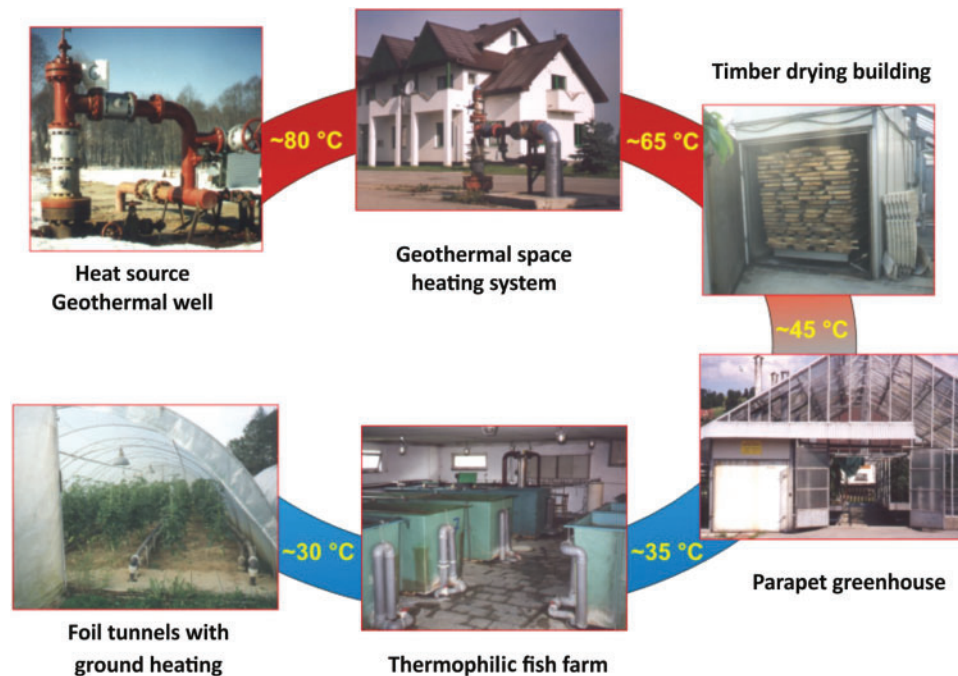 Heat source
Geothermal well
~80 °C
Geothermal space
heating system
~65 °C
Timber drying building
~45 °C
Parapet greenhouse
~35 °C
Thermophilic fish farm
~30 °C
Foil tunnels with
ground heating